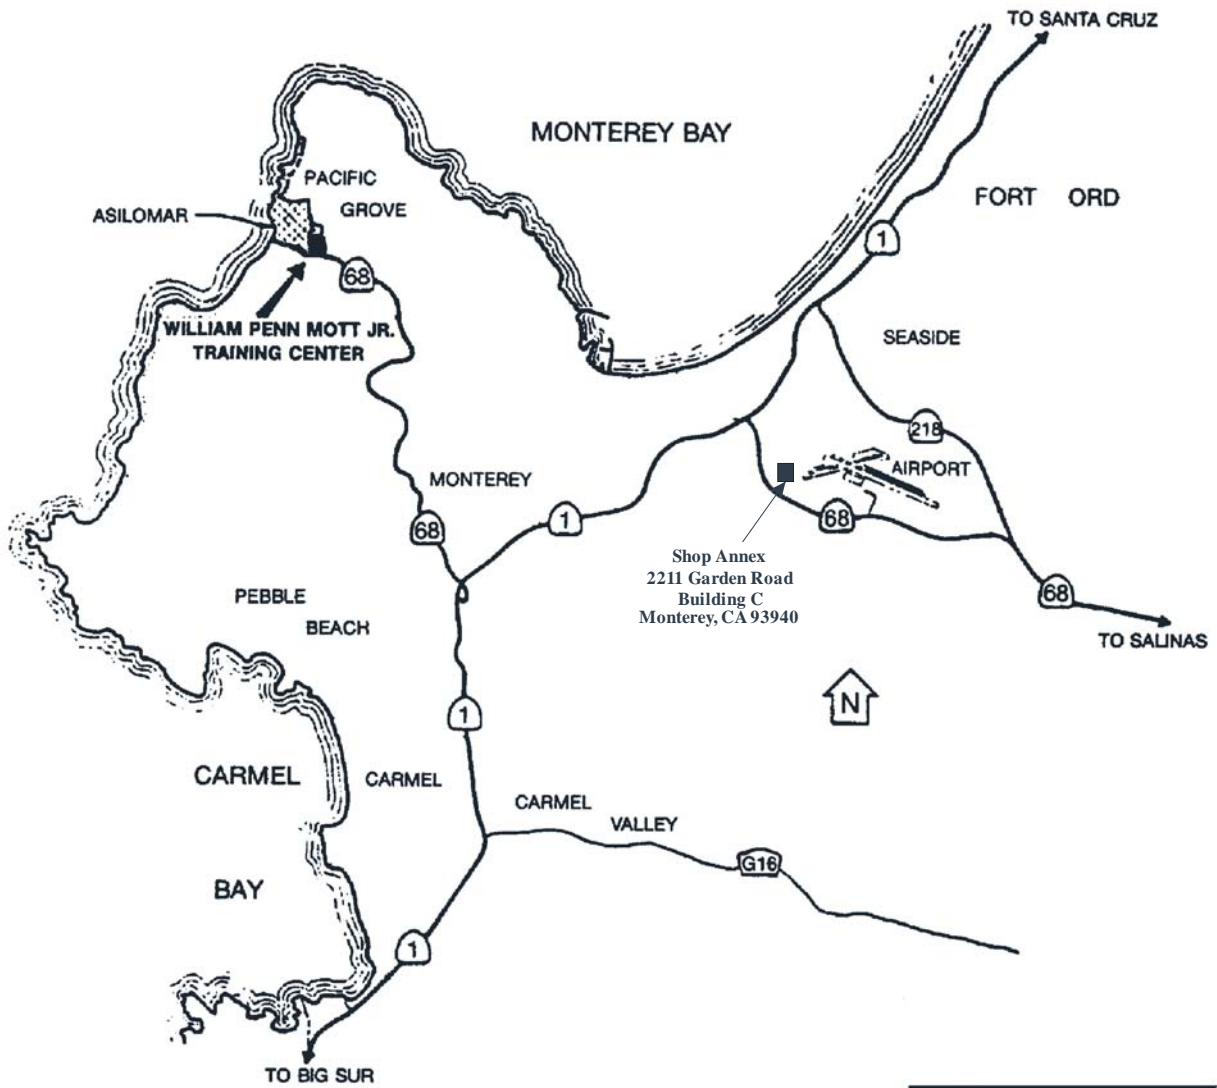 TO SANTA CRUZ
MONTEREY BAY
PACIFIC
GROVE
FORT ORD
ASILOMAR
1
68
WILLIAM PENN MOTT JR.
TRAINING CENTER
SEASIDE
218
AIRPORT
MONTEREY
68
1
68
Shop Annex
2211 Garden Road
Building C
Monterey, CA 93940
68
TO SALINAS
PEBBLE
BEACH
N
1
CARMEL
BAY
CARMEL
CARMEL
VALLEY
G16
1
TO BIG SUR